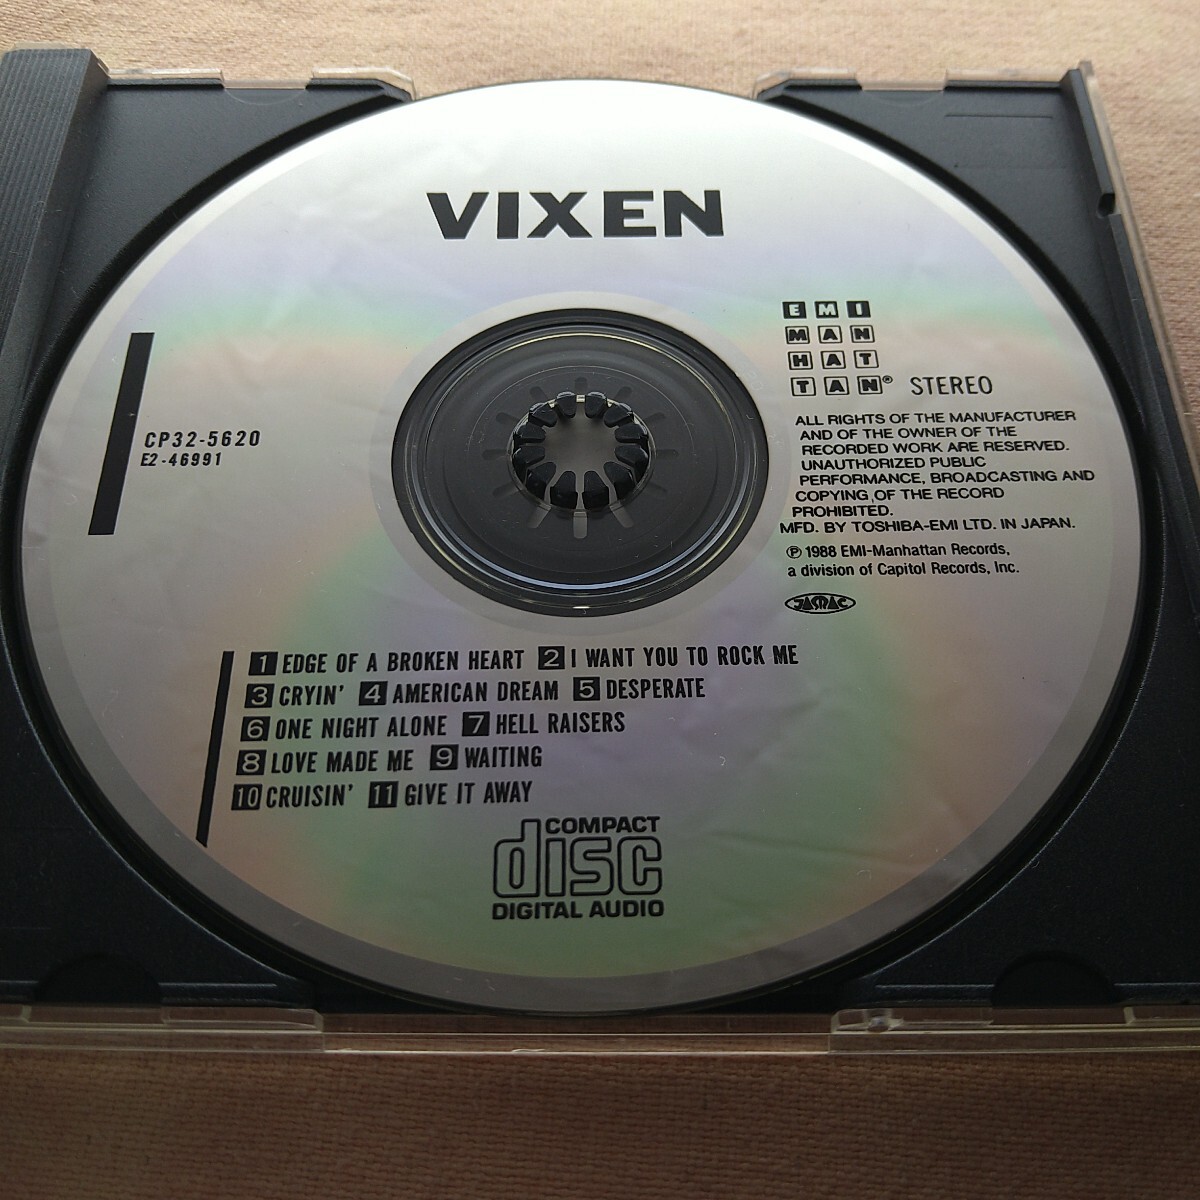 VIXEN
EMI
MAN
HAT
TAN® STEREO
CP32-5620
E2-46991
ALL RIGHTS OF THE MANUFACTURER
AND OF THE OWNER OF THE
RECORDED WORK ARE RESERVED.
UNAUTHORIZED PUBLIC
PERFORMANCE, BROADCASTING AND
COPYING OF THE RECORD
PROHIBITED.
MFD. BY TOSHIBA-EMI LTD. IN JAPAN.
℗ 1988 EMI-Manhattan Records,
a division of Capitol Records, Inc.
JASRAC
1 EDGE OF A BROKEN HEART 2 I WANT YOU TO ROCK ME
3 CRYIN' 4 AMERICAN DREAM 5 DESPERATE
6 ONE NIGHT ALONE 7 HELL RAISERS
8 LOVE MADE ME 9 WAITING
10 CRUISIN' 11 GIVE IT AWAY
COMPACT
disc
DIGITAL AUDIO